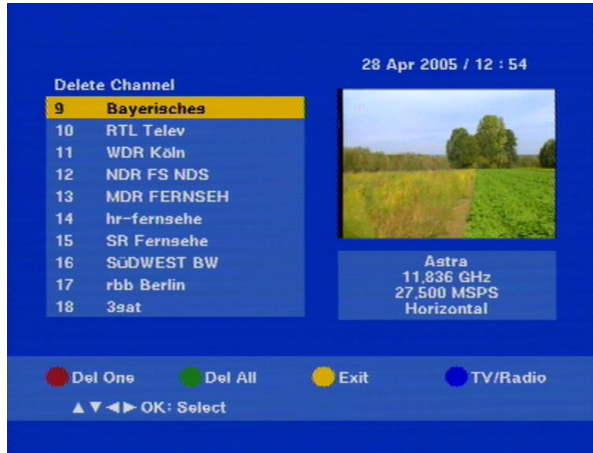 28 Apr 2005 / 12 : 54
Delete Channel
9 Bayerisches
10 RTL Telev
11 WDR Köln
12 NDR FS NDS
13 MDR FERNSEH
14 hr-fernsehe
15 SR Fernsehe
16 SüDWEST BW
17 rbb Berlin
18 3sat
Astra
11,836 GHz
27,500 MSPS
Horizontal
Del One Del All Exit TV/Radio
▲▼◄► OK: Select